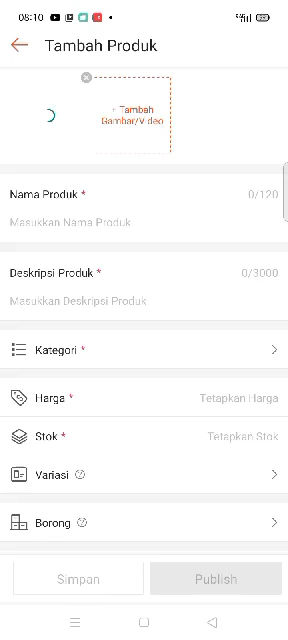 08:10
Tambah Produk
+ Tambah
Gambar/Video
Nama Produk * 0/120
Masukkan Nama Produk
Deskripsi Produk * 0/3000
Masukkan Deskripsi Produk
Kategori *
Harga * Tetapkan Harga
Stok * Tetapkan Stok
Variasi
Borong
Simpan Publish